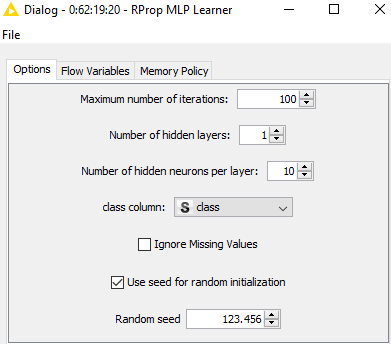 Dialog - 0:62:19:20 - RProp MLP Learner
File
Options Flow Variables Memory Policy
Maximum number of iterations: 100
Number of hidden layers: 1
Number of hidden neurons per layer: 10
class column: S class
Ignore Missing Values
Use seed for random initialization
Random seed 123.456